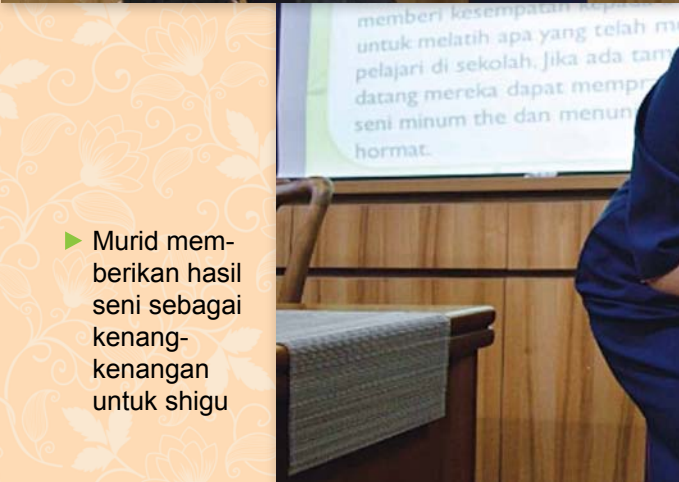 memberi kesempatan kepada
untuk melatih apa yang telah
pelajari di sekolah. Jika ada
datang mereka dapat
seni minum the dan
hormat.
Murid mem-
berikan hasil
seni sebagai
kenang-
kenangan
untuk shigu